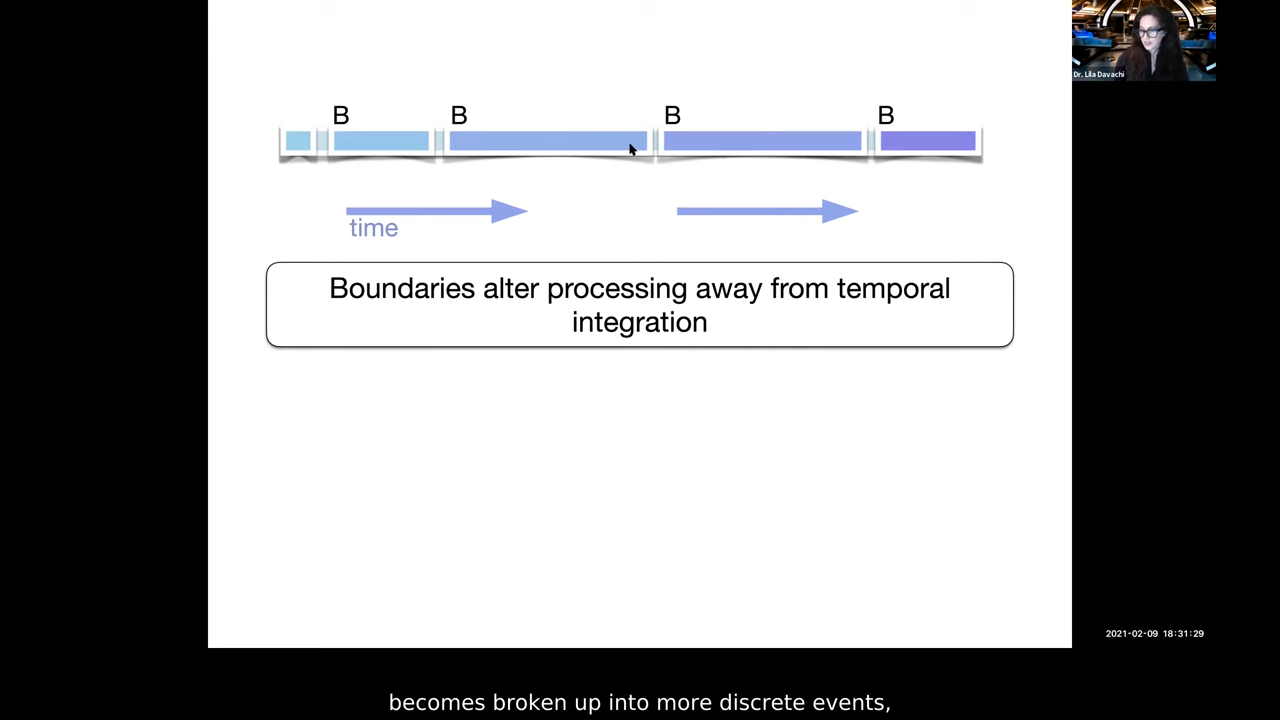 Dr. Lila Davachi
B B B B
time
Boundaries alter processing away from temporal
integration
2021-02-09 18:31:29
becomes broken up into more discrete events,